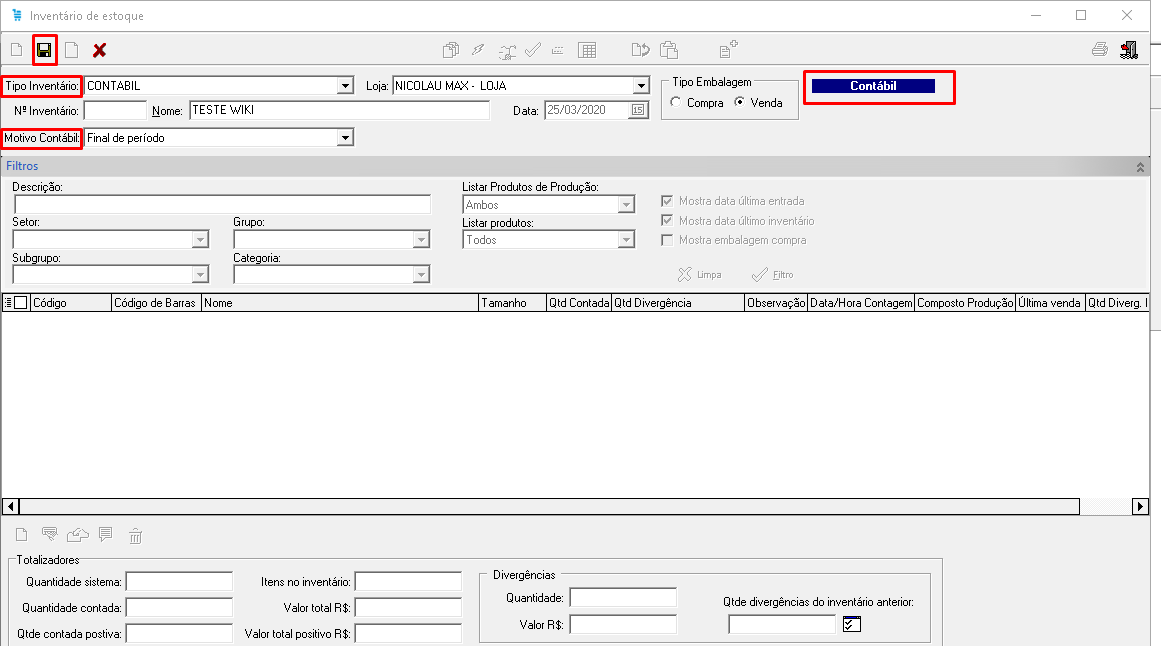 Inventário de estoque
Tipo Inventário: CONTABIL Loja: NICOLAU MAX - LOJA Tipo Embalagem Contábil
Compra Venda
Nº Inventário: Nome: TESTE WIKI Data: 25/03/2020 15
Motivo Contábil: Final de período
Filtros
Descrição: Listar Produtos de Produção:
Ambos Mostra data última entrada
Setor: Grupo: Listar produtos: Mostra data último inventário
Todos Mostra embalagem compra
Subgrupo: Categoria:
Limpa Filtro
Código Código de Barras Nome Tamanho Qtd Contada Qtd Divergência Observação Data/Hora Contagem Composto Produção Última venda Qtd Diverg. I
Totalizadores
Quantidade sistema: Itens no inventário: Divergências
Quantidade contada: Valor total R$: Quantidade: Qtde divergências do inventário anterior:
Qtde contada postiva: Valor total positivo R$: Valor R$: